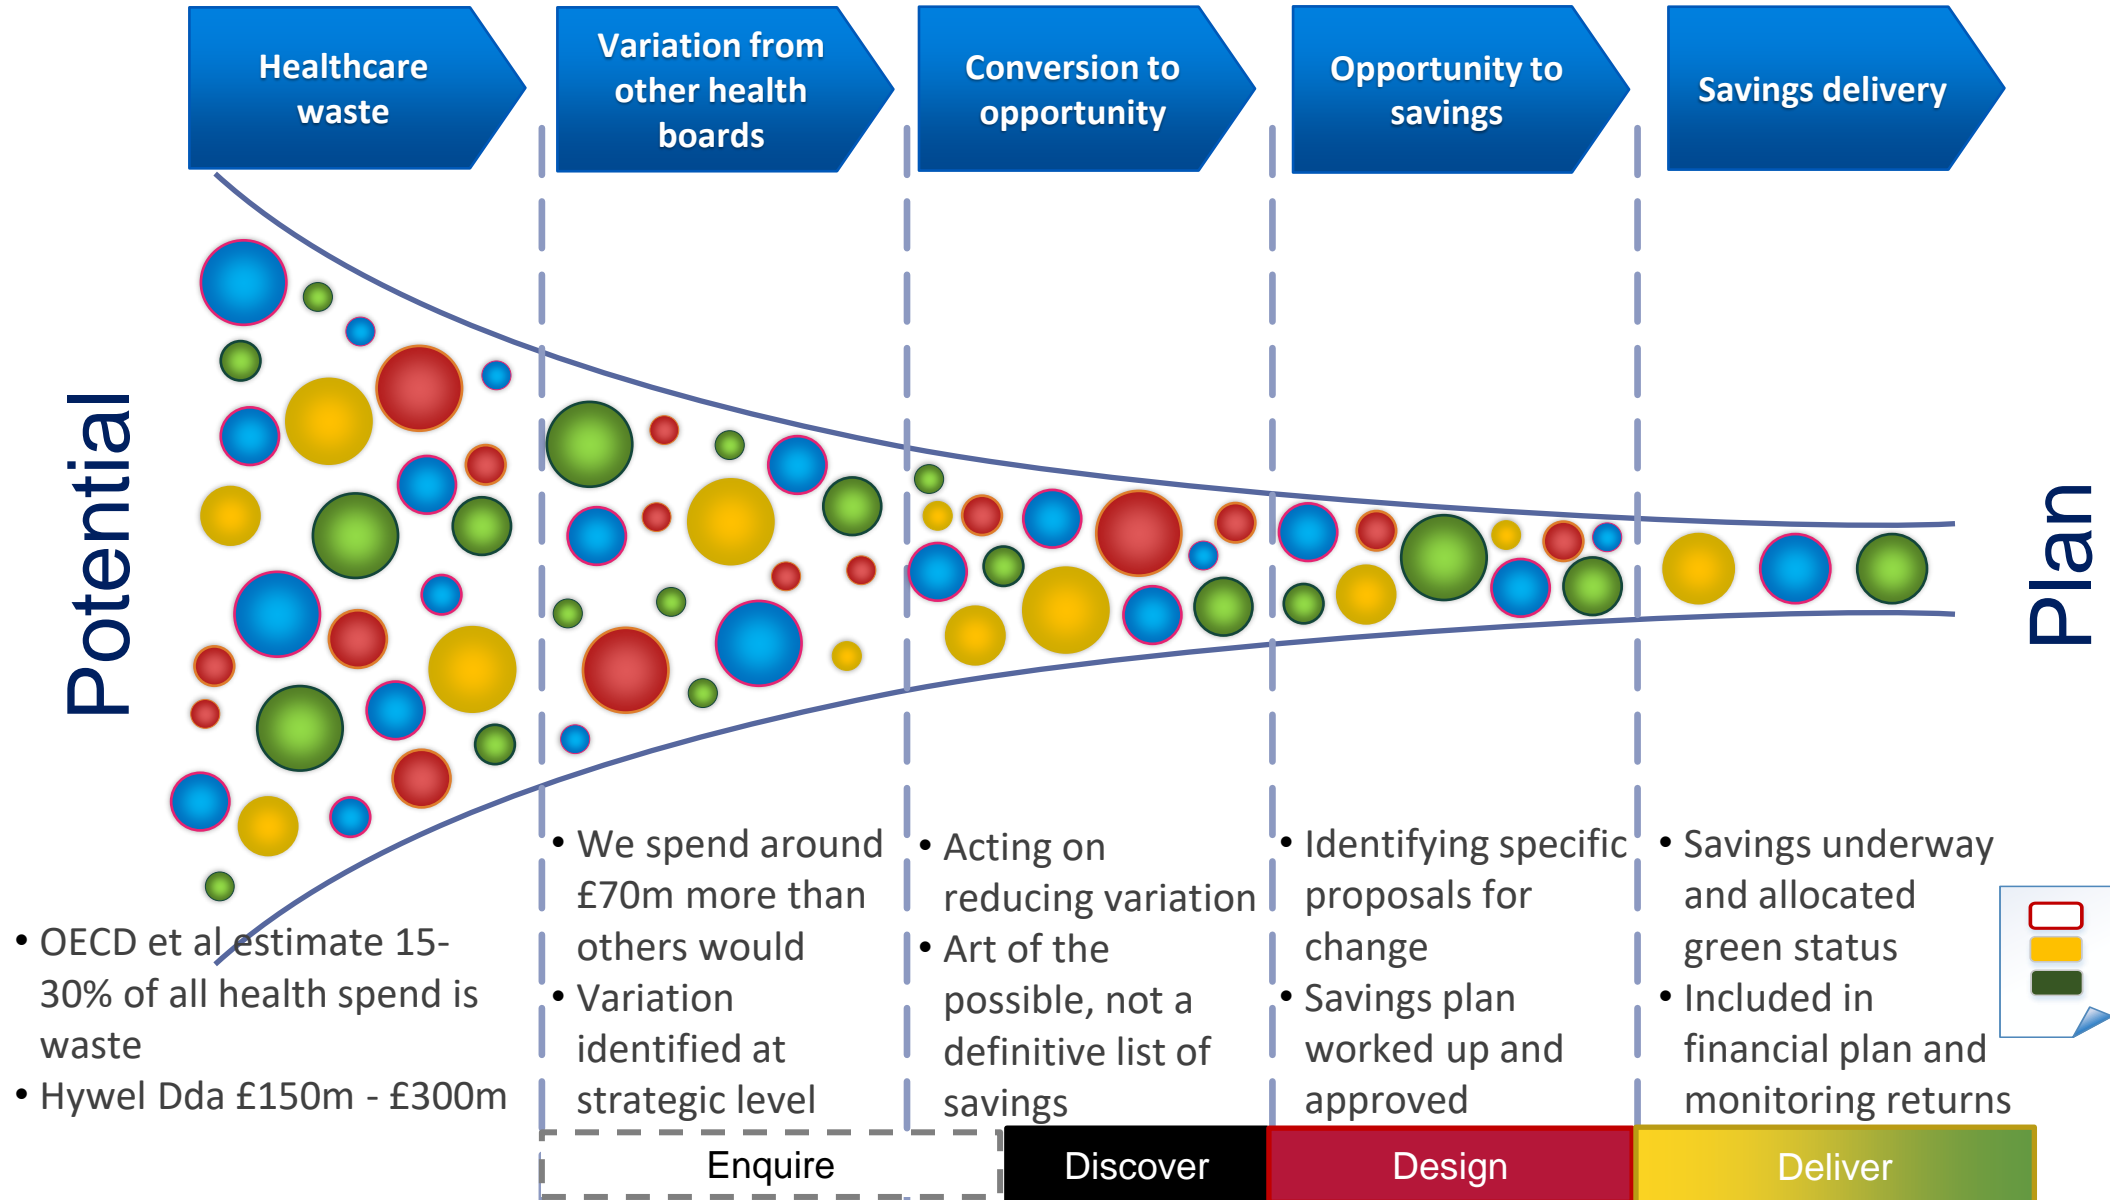 Healthcare
waste
Variation from
other health
boards
Conversion to
opportunity
Opportunity to
savings
Savings delivery
Potential
Plan
• OECD et al estimate 15-
30% of all health spend is
waste
• Hywel Dda £150m - £300m
• We spend around
£70m more than
others would
• Variation
identified at
strategic level
• Acting on
reducing variation
• Art of the
possible, not a
definitive list of
savings
• Identifying specific
proposals for
change
• Savings plan
worked up and
approved
• Savings underway
and allocated
green status
• Included in
financial plan and
monitoring returns
Enquire
Discover
Design
Deliver